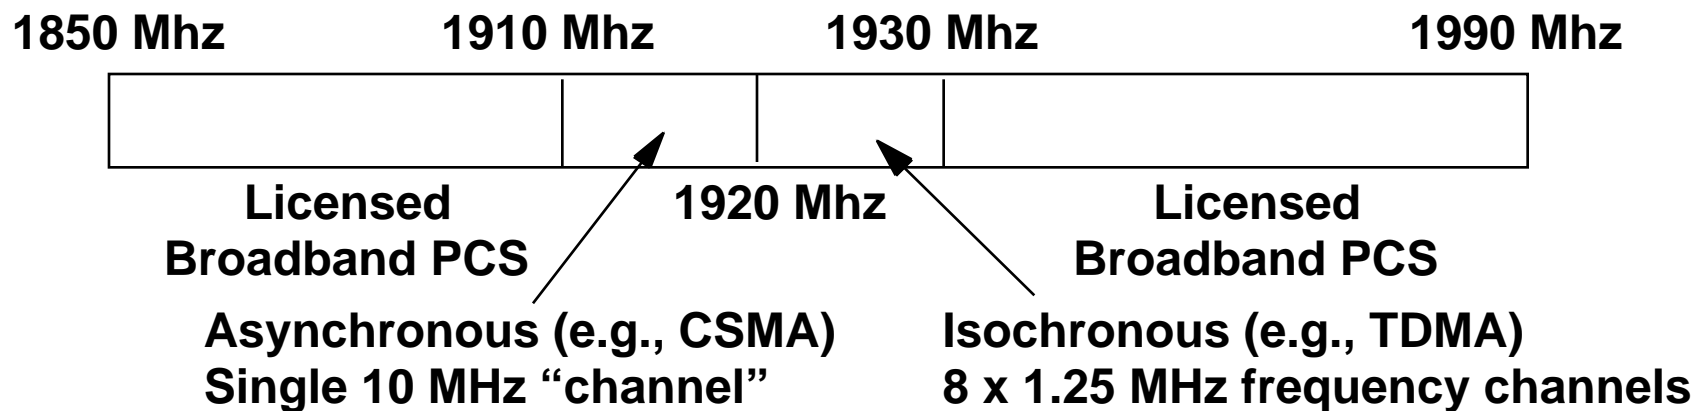 1850 Mhz 1910 Mhz 1930 Mhz 1990 Mhz
Licensed
Broadband PCS
1920 Mhz
Licensed
Broadband PCS
Asynchronous (e.g., CSMA)
Single 10 MHz “channel”
Isochronous (e.g., TDMA)
8 x 1.25 MHz frequency channels